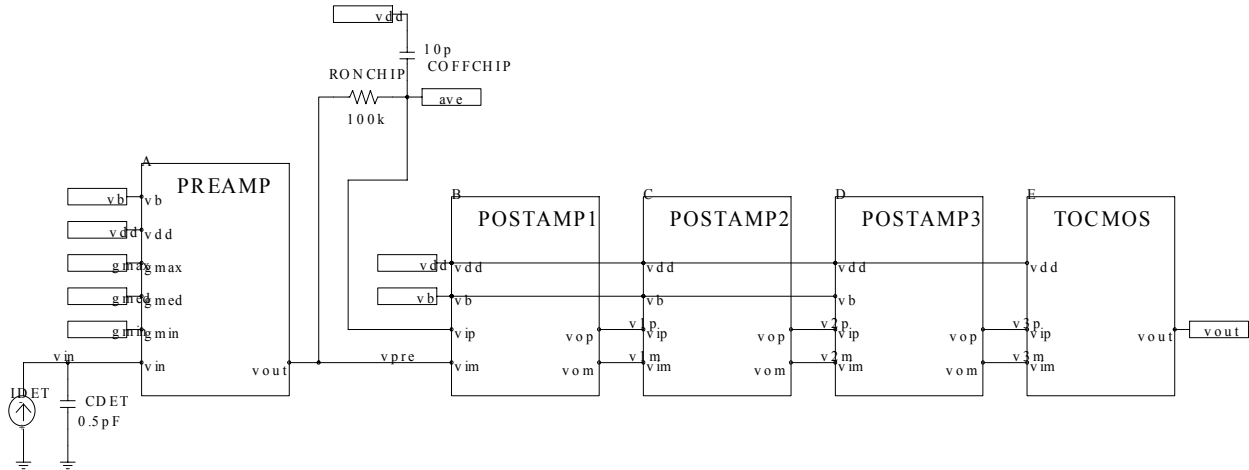 vdd
10p
COFFCHIP
RONCHIP
ave
100k
A
PREAMP
vb
vb
vdd
vdd
gmax
gmax
gmed
gmed
gmin
gmin
vin
vin
vout
vpre
IDET
CDET
0.5pF
B
POSTAMP1
vdd
vdd
vb
vb
vip
vim
vop
vom
v1p
v1m
C
POSTAMP2
vdd
vb
vip
vim
vop
vom
v2p
v2m
D
POSTAMP3
vdd
vb
vip
vim
vop
vom
v3p
v3m
E
TOCMOS
vdd
vip
vim
vout
vout